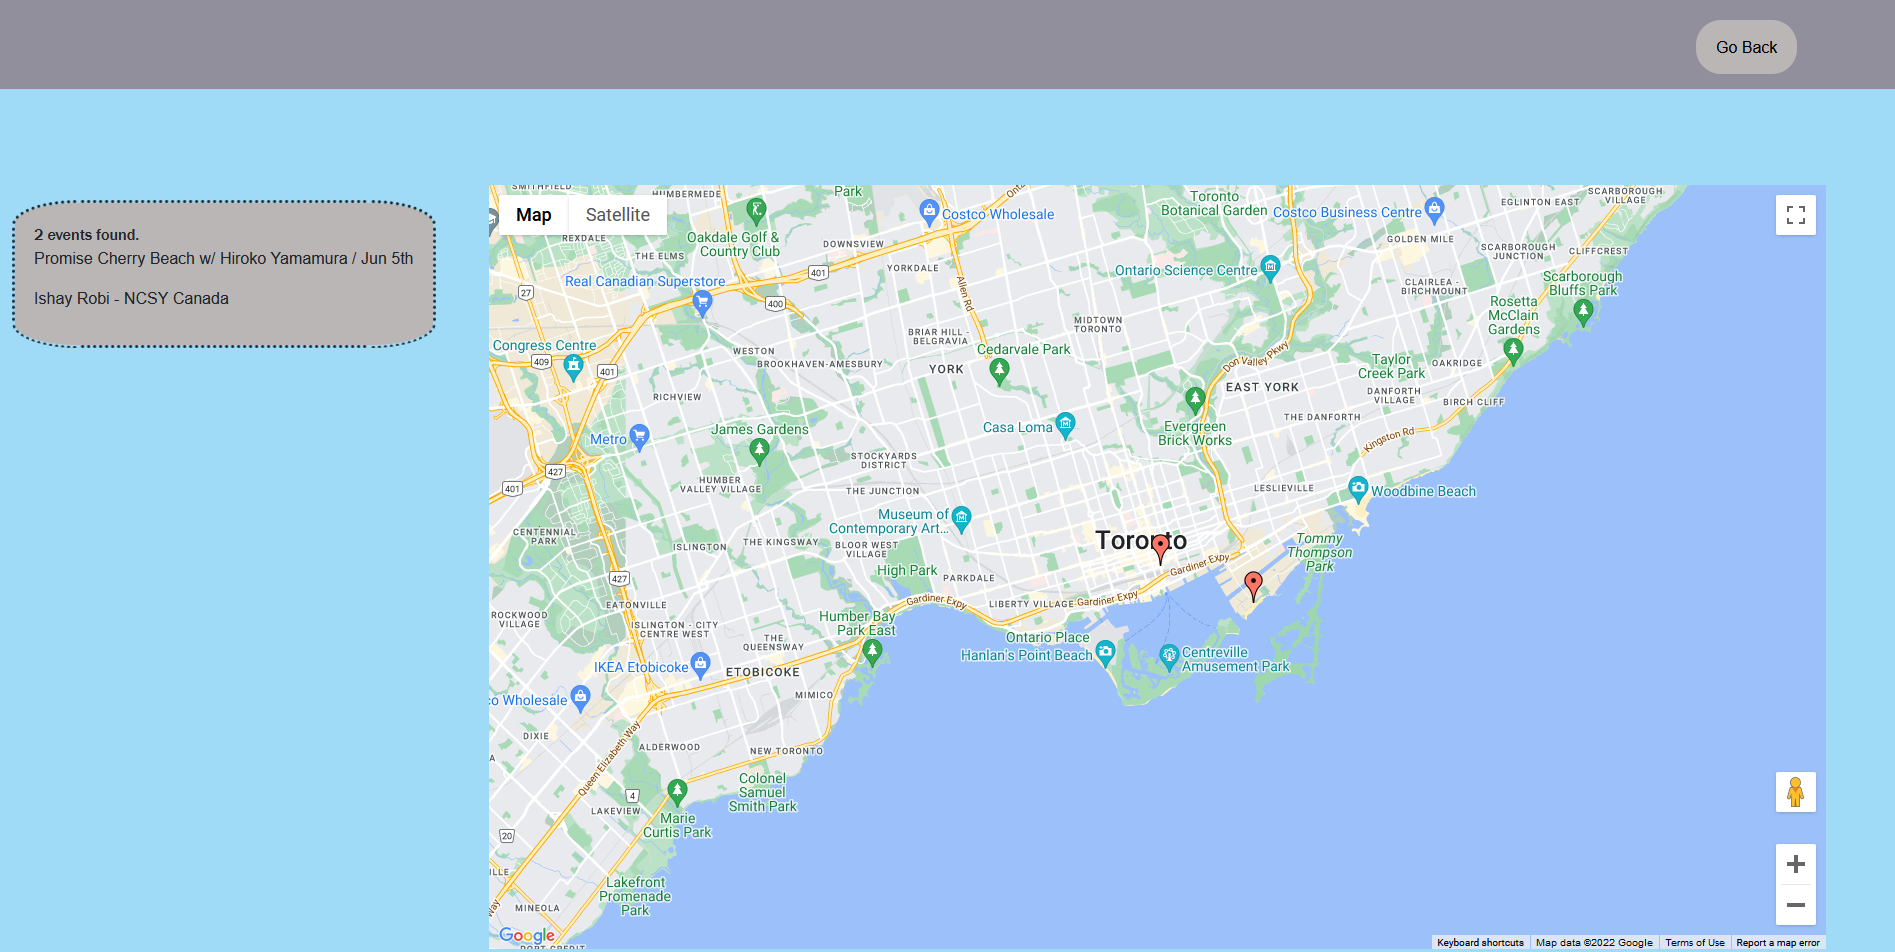 Go Back
2 events found.
Promise Cherry Beach w/ Hiroko Yamamura / Jun 5th
Ishay Robi - NCSY Canada
Map
Satellite
SMITHFIELD
HUMBERMEDE
Park
Toronto
Botanical Garden
Costco Wholesale
Costco Business Centre
EGLINTON EAST
SCARBOROUGH
VILLAGE
REXDALE
Oakdale Golf &
Country Club
THE ELMS
DOWNSVIEW
GOLDEN MILE
SCARBOROUGH
JUNCTION
CLIFFCREST
YORKDALE
401
Ontario Science Centre
Scarborough
Bluffs Park
Real Canadian Superstore
27
400
Allen Rd
CLAIRLEA -
BIRCHMOUNT
Rosetta
McClain
Gardens
MIDTOWN
TORONTO
BRIAR HILL -
BELGRAVIA
Congress Centre
409
401
WESTON
BROOKHAVEN-AMESBURY
Cedarvale Park
YORK
Don Valley Pkwy
Taylor
Creek Park
OAKRIDGE
EAST YORK
DANFORTH
VILLAGE
BIRCH CLIFF
RICHVIEW
THE DANFORTH
James Gardens
Casa Loma
Evergreen
Brick Works
Kingston Rd
Metro
STOCKYARDS
DISTRICT
427
401
HUMBER
VALLEY VILLAGE
THE JUNCTION
LESLIEVILLE
Woodbine Beach
Museum of
Contemporary Art...
CENTENNIAL
PARK
ISLINGTON
THE KINGSWAY
BLOOR WEST
VILLAGE
Toronto
Tommy
Thompson
Park
High Park
PARKDALE
Gardiner Expy
427
EATONVILLE
Gardiner Expy
LIBERTY VILLAGE
Gardiner Expy
ROCKWOOD
VILLAGE
ISLINGTON - CITY
CENTRE WEST
Humber Bay
Park East
THE
QUEENSWAY
Ontario Place
Hanlan's Point Beach
Centreville
Amusement Park
IKEA Etobicoke
ETOBICOKE
MIMICO
co Wholesale
DIXIE
Queen Elizabeth Way
ALDERWOOD
NEW TORONTO
Colonel
Samuel
Smith Park
4
LAKEVIEW
Marie
Curtis Park
20
Lakefront
Promenade
Park
MINEOLA
PORT CREDIT
Google
Keyboard shortcuts
Map data ©2022 Google
Terms of Use
Report a map error